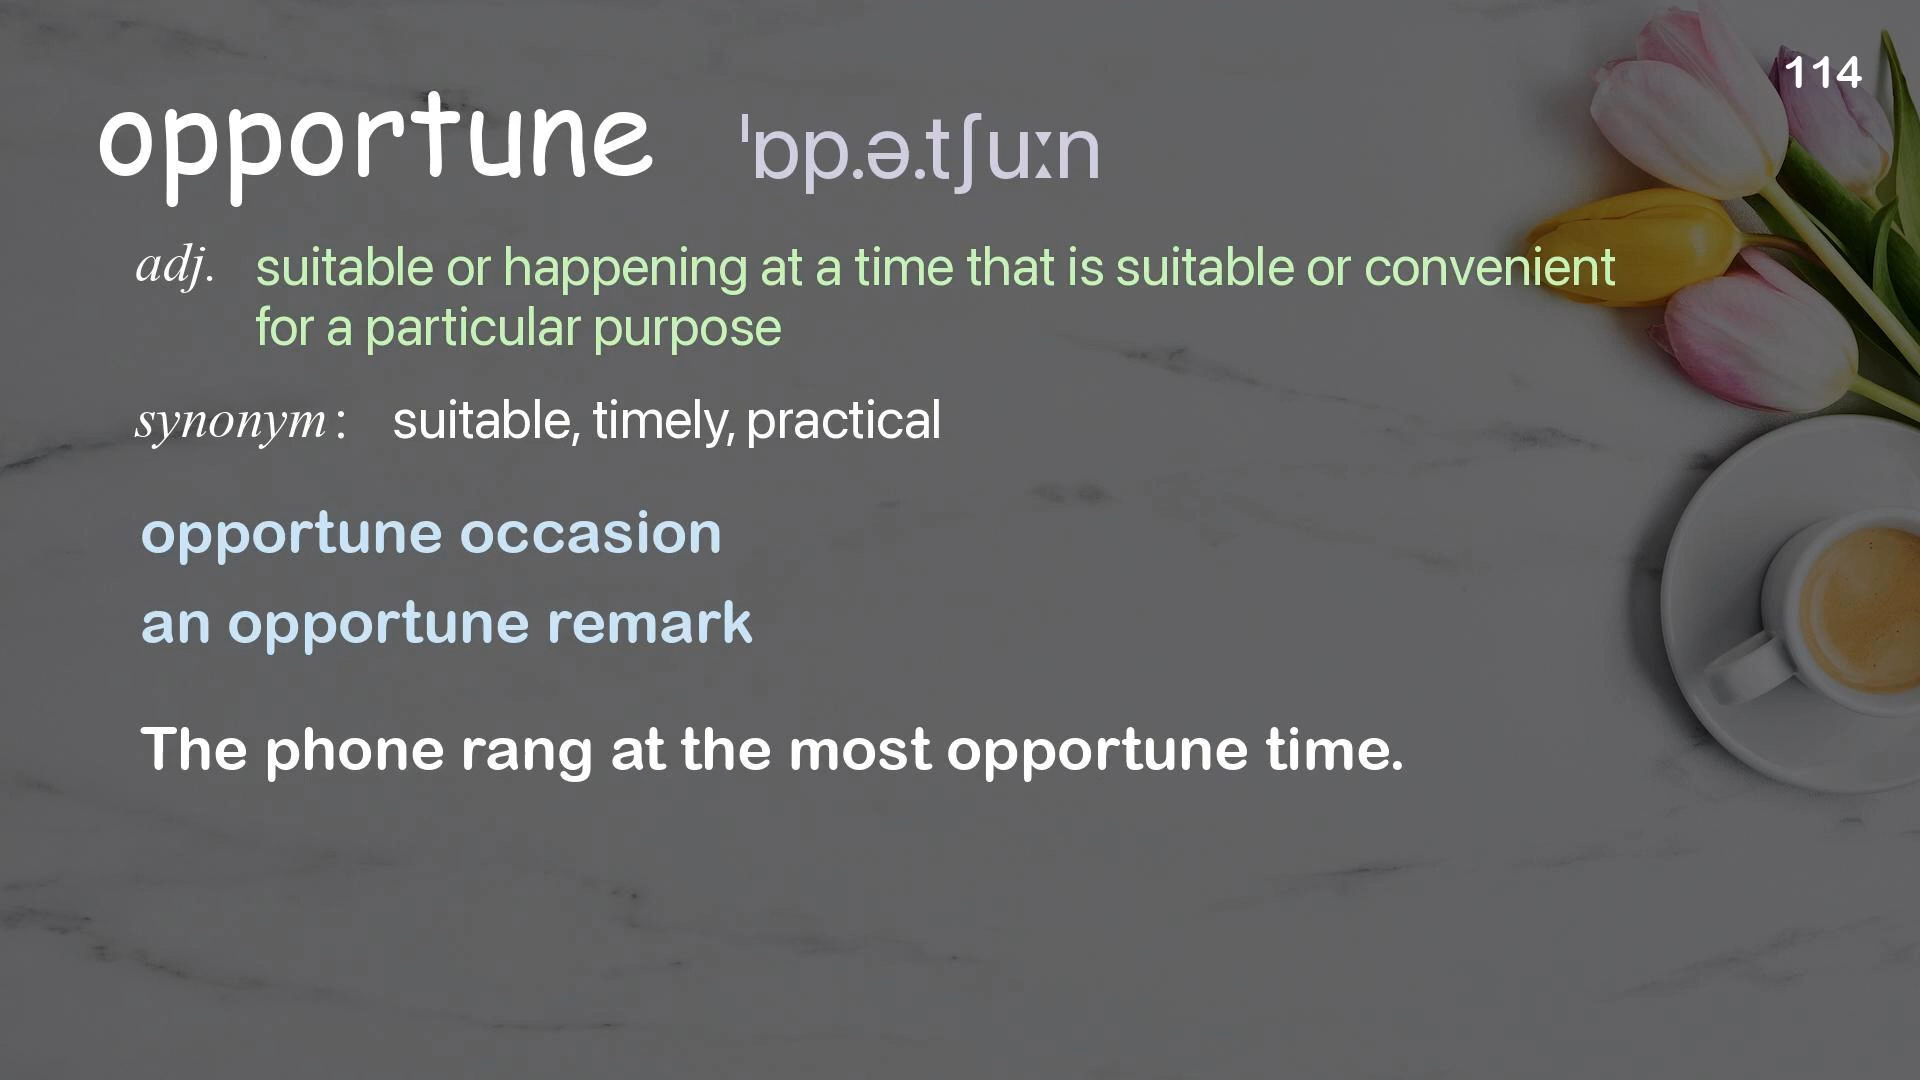 114
opportune ˈɒp.ə.tʃuːn
adj. suitable or happening at a time that is suitable or convenient
for a particular purpose
synonym: suitable, timely, practical
opportune occasion
an opportune remark
The phone rang at the most opportune time.